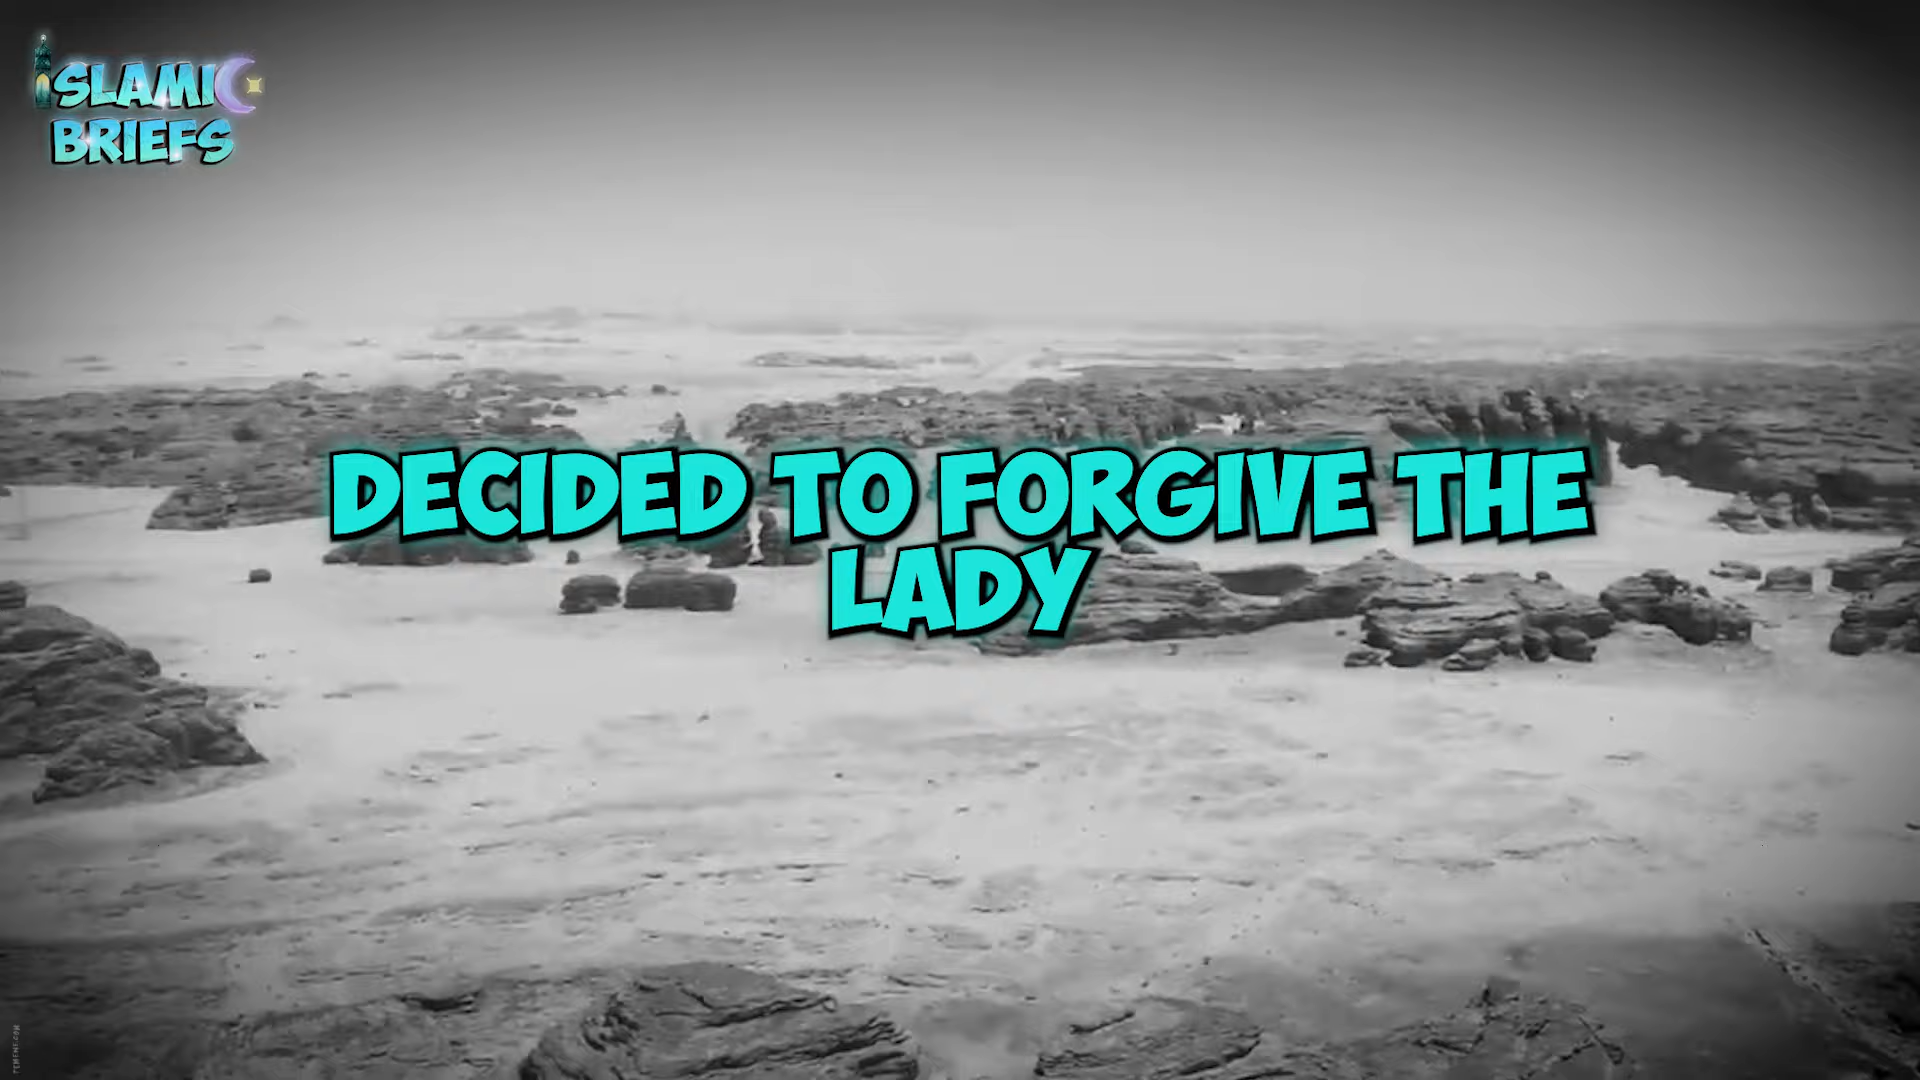 ISLAMIC
BRIEFS
DECIDED TO FORGIVE THE
LADY